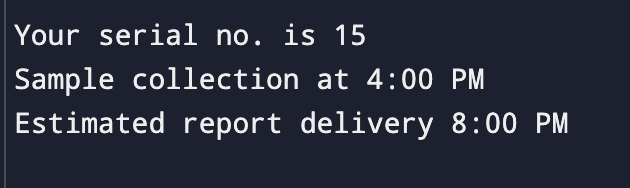 Your serial no. is 15
Sample collection at 4:00 PM
Estimated report delivery 8:00 PM